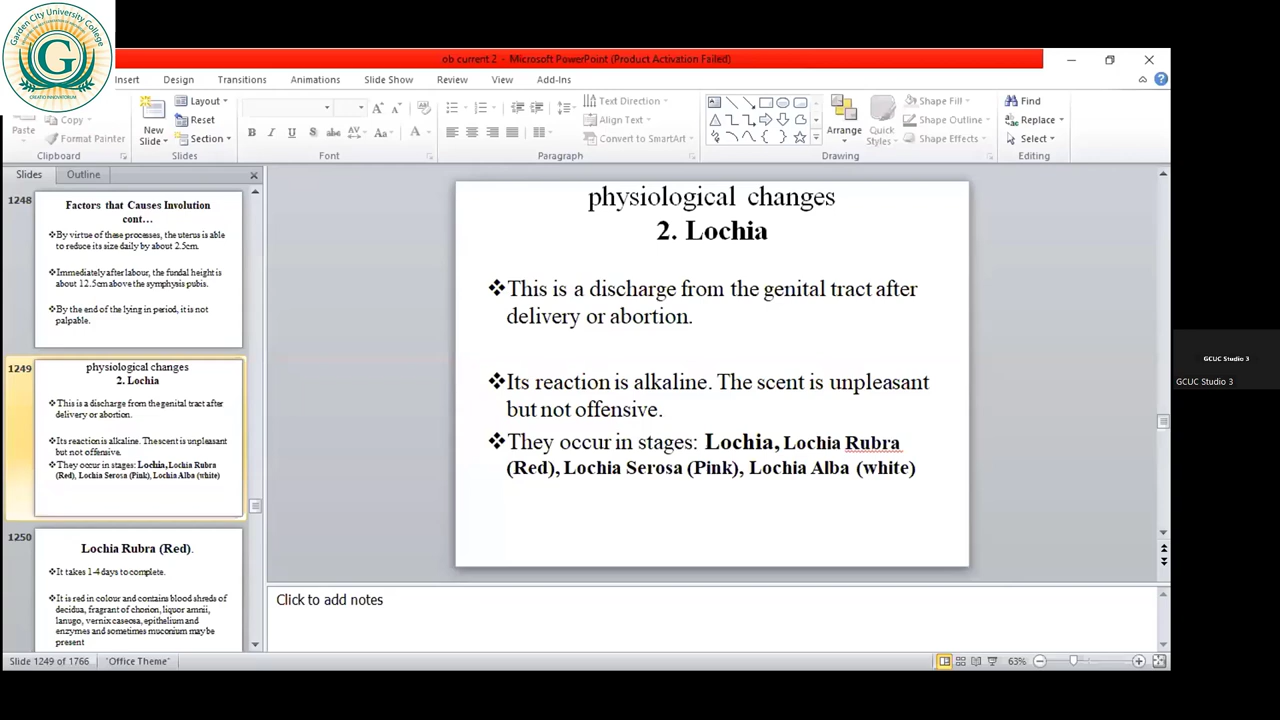 Garden City University College
G
ob current 2 - Microsoft PowerPoint (Product Activation Failed)
Insert Design Transitions Animations Slide Show Review View Add-Ins
Paste
Copy
Format Painter
Clipboard
New
Slide
Layout
Reset
Section
Slides
B I U S abc AV Aa A
Font
Text Direction
Align Text
Convert to SmartArt
Paragraph
Arrange
Quick
Styles
Shape Fill
Shape Outline
Shape Effects
Drawing
Find
Replace
Select
Editing
Slides Outline
1248
Factors that Causes Involution
cont…
❖By virtue of these processes, the uterus is able
to reduce its size daily by about 2.5cm.
❖Immediately after labour, the fundal height is
about 12.5cm above the symphysis pubis.
❖By the end of the lying in period, it is not
palpable.
1249
physiological changes
2. Lochia
❖This is a discharge from the genital tract after
delivery or abortion.
❖Its reaction is alkaline. The scent is unpleasant
but not offensive.
❖They occur in stages: Lochia, Lochia Rubra
(Red), Lochia Serosa (Pink), Lochia Alba (white)
1250
Lochia Rubra (Red).
❖It takes 1-4 days to complete.
❖It is red in colour and contains blood shreds of
decidua, fragrant of chorion, liquor amnii,
lanugo, vernix caseosa, epithelium and
enzymes and sometimes muconium may be
present
physiological changes
2. Lochia
❖This is a discharge from the genital tract after
delivery or abortion.
❖Its reaction is alkaline. The scent is unpleasant
but not offensive.
❖They occur in stages: Lochia, Lochia Rubra
(Red), Lochia Serosa (Pink), Lochia Alba (white)
Click to add notes
GCUC Studio 3
GCUC Studio 3
Slide 1249 of 1766 "Office Theme" 63%